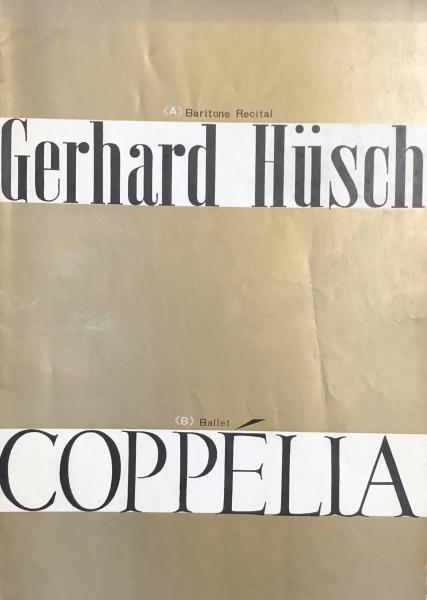 《A》Baritone Recital
Gerhard Hüsch
《B》Ballet
COPPÉLIA